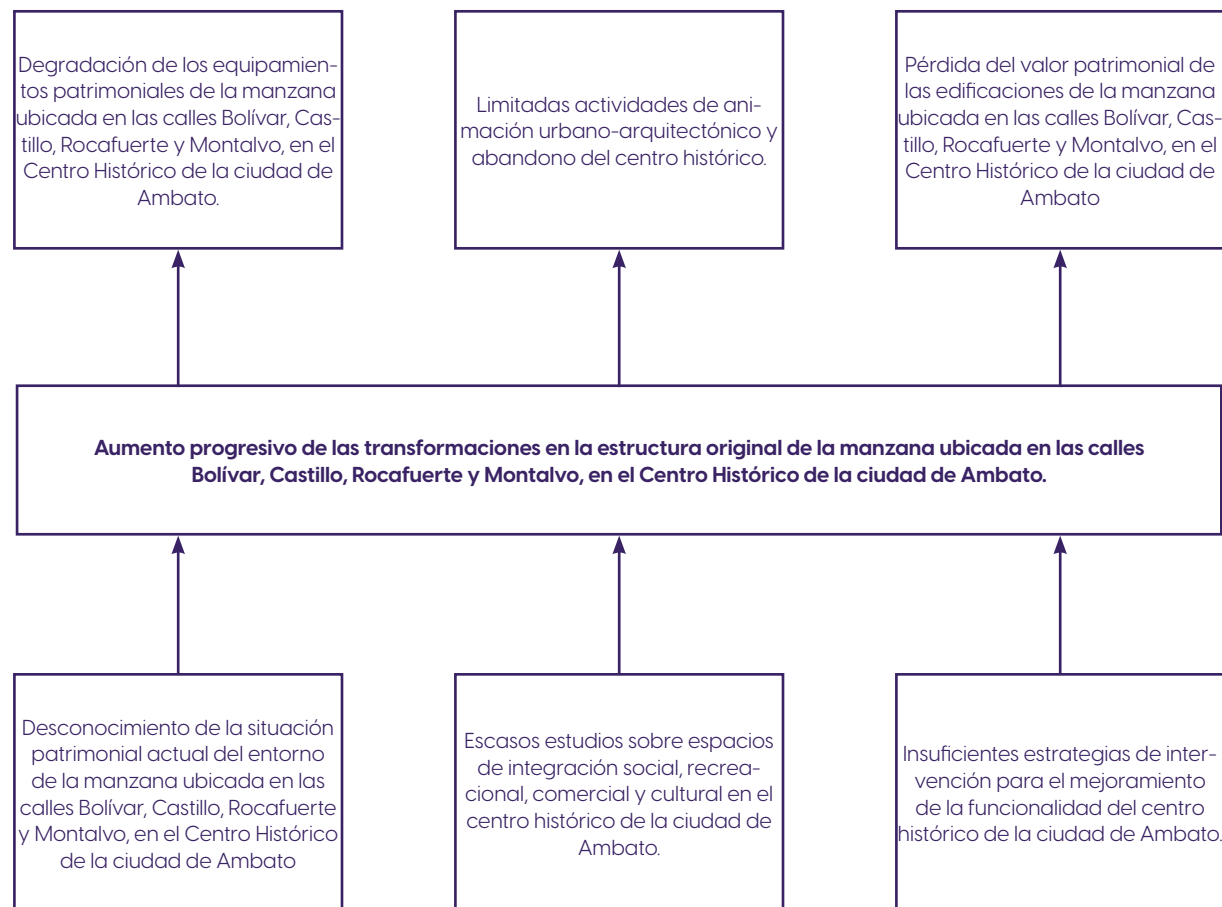 Degradación de los equipamien-
tos patrimoniales de la manzana
ubicada en las calles Bolívar, Cas-
tillo, Rocafuerte y Montalvo, en el
Centro Histórico de la ciudad de
Ambato.
Limitadas actividades de ani-
mación urbano-arquitectónico y
abandono del centro histórico.
Pérdida del valor patrimonial de
las edificaciones de la manzana
ubicada en las calles Bolívar, Cas-
tillo, Rocafuerte y Montalvo, en el
Centro Histórico de la ciudad de
Ambato
Aumento progresivo de las transformaciones en la estructura original de la manzana ubicada en las calles
Bolívar, Castillo, Rocafuerte y Montalvo, en el Centro Histórico de la ciudad de Ambato.
Desconocimiento de la situación
patrimonial actual del entorno
de la manzana ubicada en las
calles Bolívar, Castillo, Rocafuerte
y Montalvo, en el Centro Histórico
de la ciudad de Ambato
Escasos estudios sobre espacios
de integración social, recrea-
cional, comercial y cultural en el
centro histórico de la ciudad de
Ambato.
Insuficientes estrategias de inter-
vención para el mejoramiento
de la funcionalidad del centro
histórico de la ciudad de Ambato.